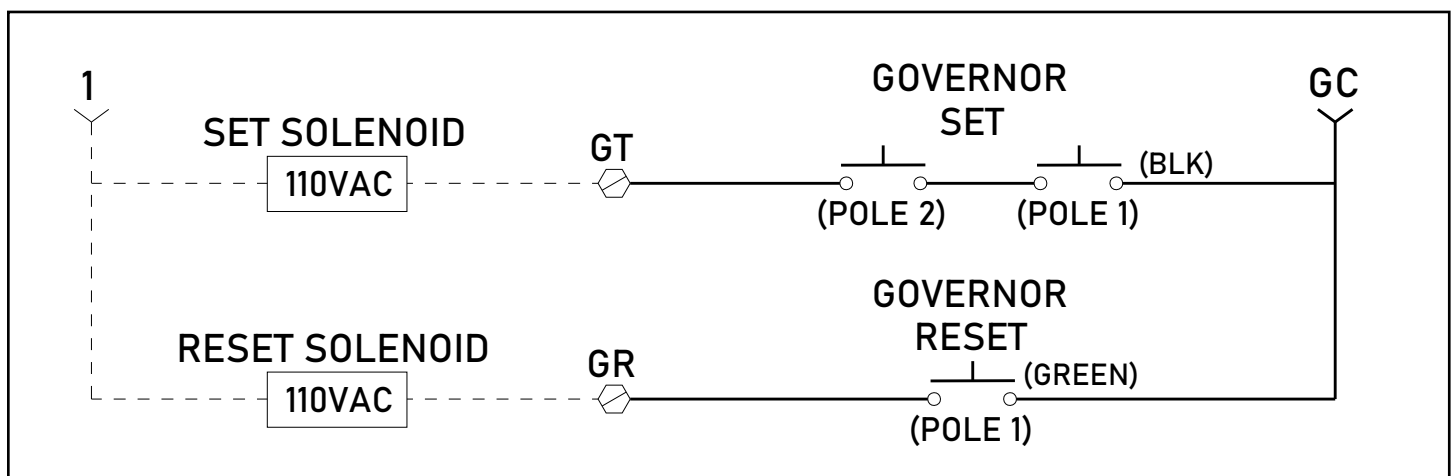 1
SET SOLENOID
110VAC
GT
GOVERNOR
SET
(BLK)
(POLE 2)
(POLE 1)
GC
RESET SOLENOID
110VAC
GR
GOVERNOR
RESET
(GREEN)
(POLE 1)